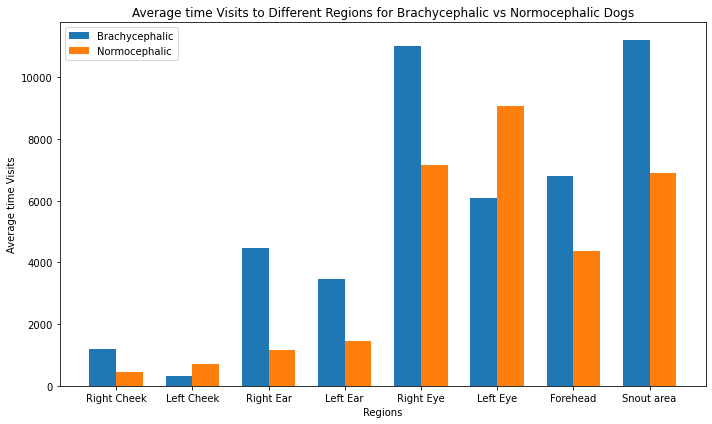 Average time Visits to Different Regions for Brachycephalic vs Normocephalic Dogs
Brachycephalic
Normocephalic
Average time Visits
10000
8000
6000
4000
2000
0
Right Cheek Left Cheek Right Ear Left Ear Right Eye Left Eye Forehead Snout area
Regions